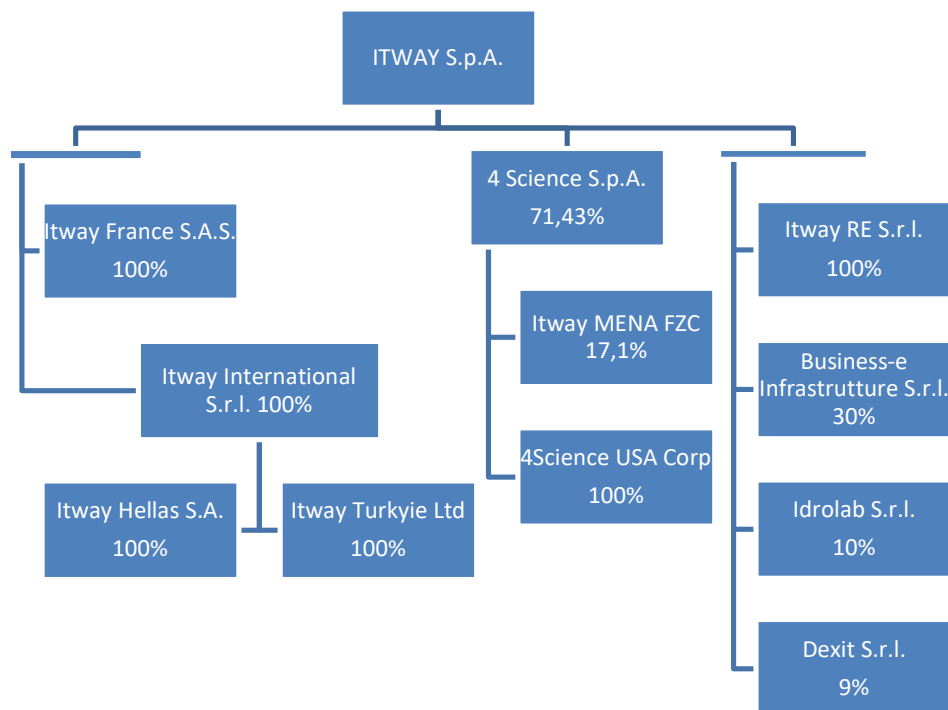 ITWAY S.p.A.
Itway France S.A.S.
100%
Itway International
S.r.l. 100%
Itway Hellas S.A.
100%
Itway Turkyie Ltd
100%
4 Science S.p.A.
71,43%
Itway MENA FZC
17,1%
4Science USA Corp
100%
Itway RE S.r.l.
100%
Business-e
Infrastrutture S.r.l.
30%
Idrolab S.r.l.
10%
Dexit S.r.l.
9%